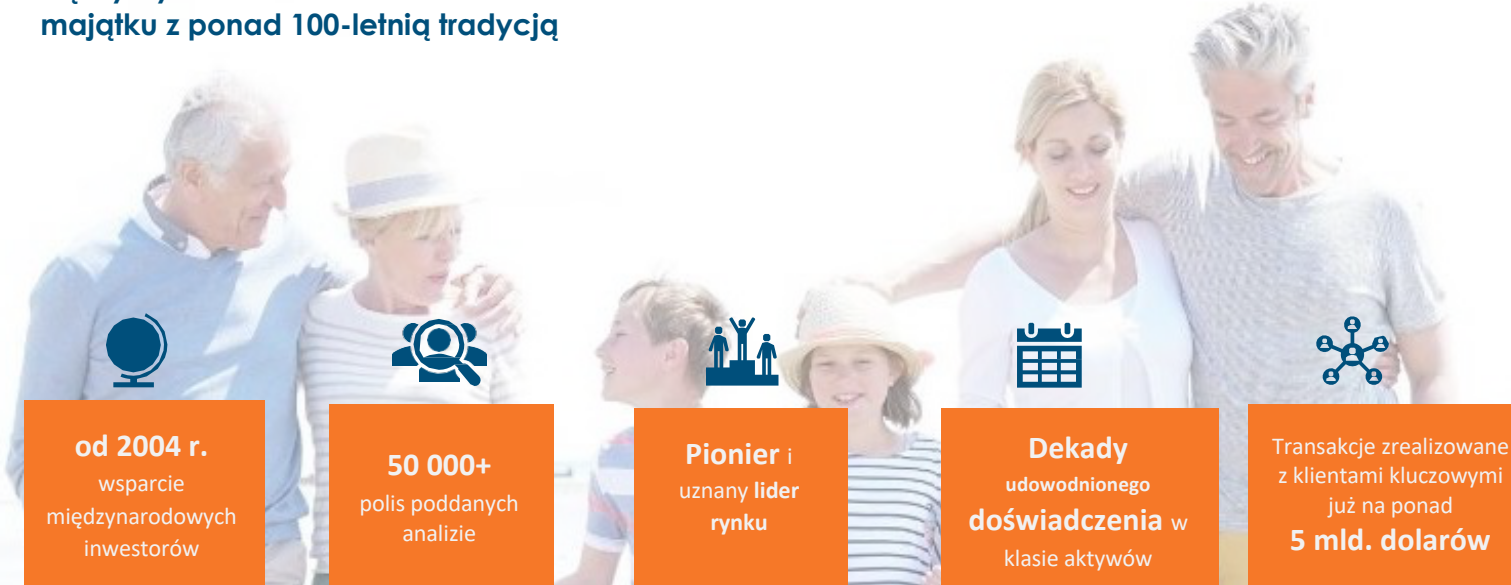 majątku z ponad 100-letnią tradycją
od 2004 r.
wsparcie
międzynarodowych
inwestorów
50 000+
polis poddanych
analizie
Pionier i
uznany lider
rynku
Dekady
udowodnionego
doświadczenia w
klasie aktywów
Transakcje zrealizowane
z klientami kluczowymi
już na ponad
5 mld. dolarów